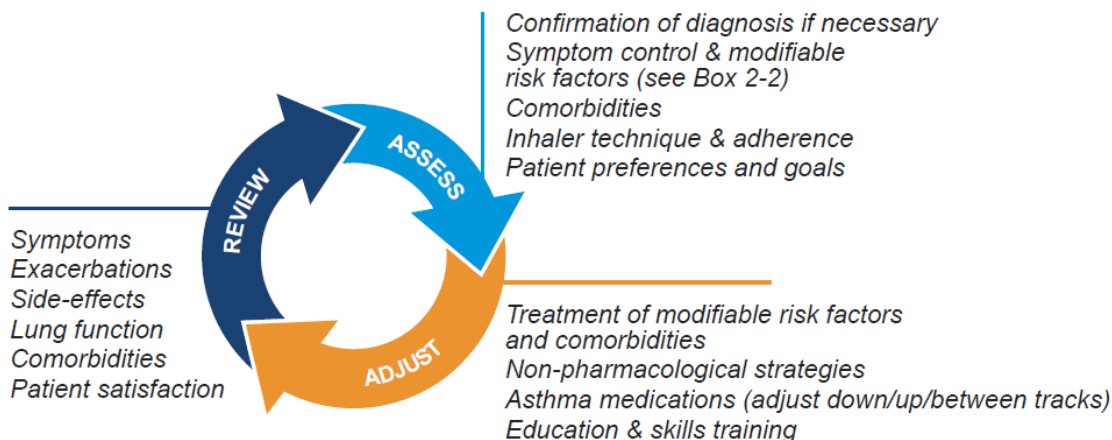 Confirmation of diagnosis if necessary
Symptom control & modifiable
risk factors (see Box 2-2)
Comorbidities
Inhaler technique & adherence
Patient preferences and goals
ASSESS
REVIEW
Symptoms
Exacerbations
Side-effects
Lung function
Comorbidities
Patient satisfaction
ADJUST
Treatment of modifiable risk factors
and comorbidities
Non-pharmacological strategies
Asthma medications (adjust down/up/between tracks)
Education & skills training